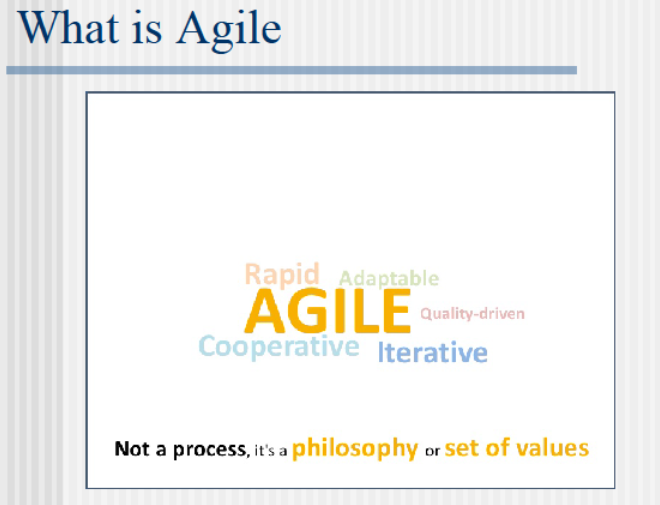 What is Agile
Rapid Adaptable
AGILE Quality-driven
Cooperative Iterative
Not a process, it's a philosophy or set of values